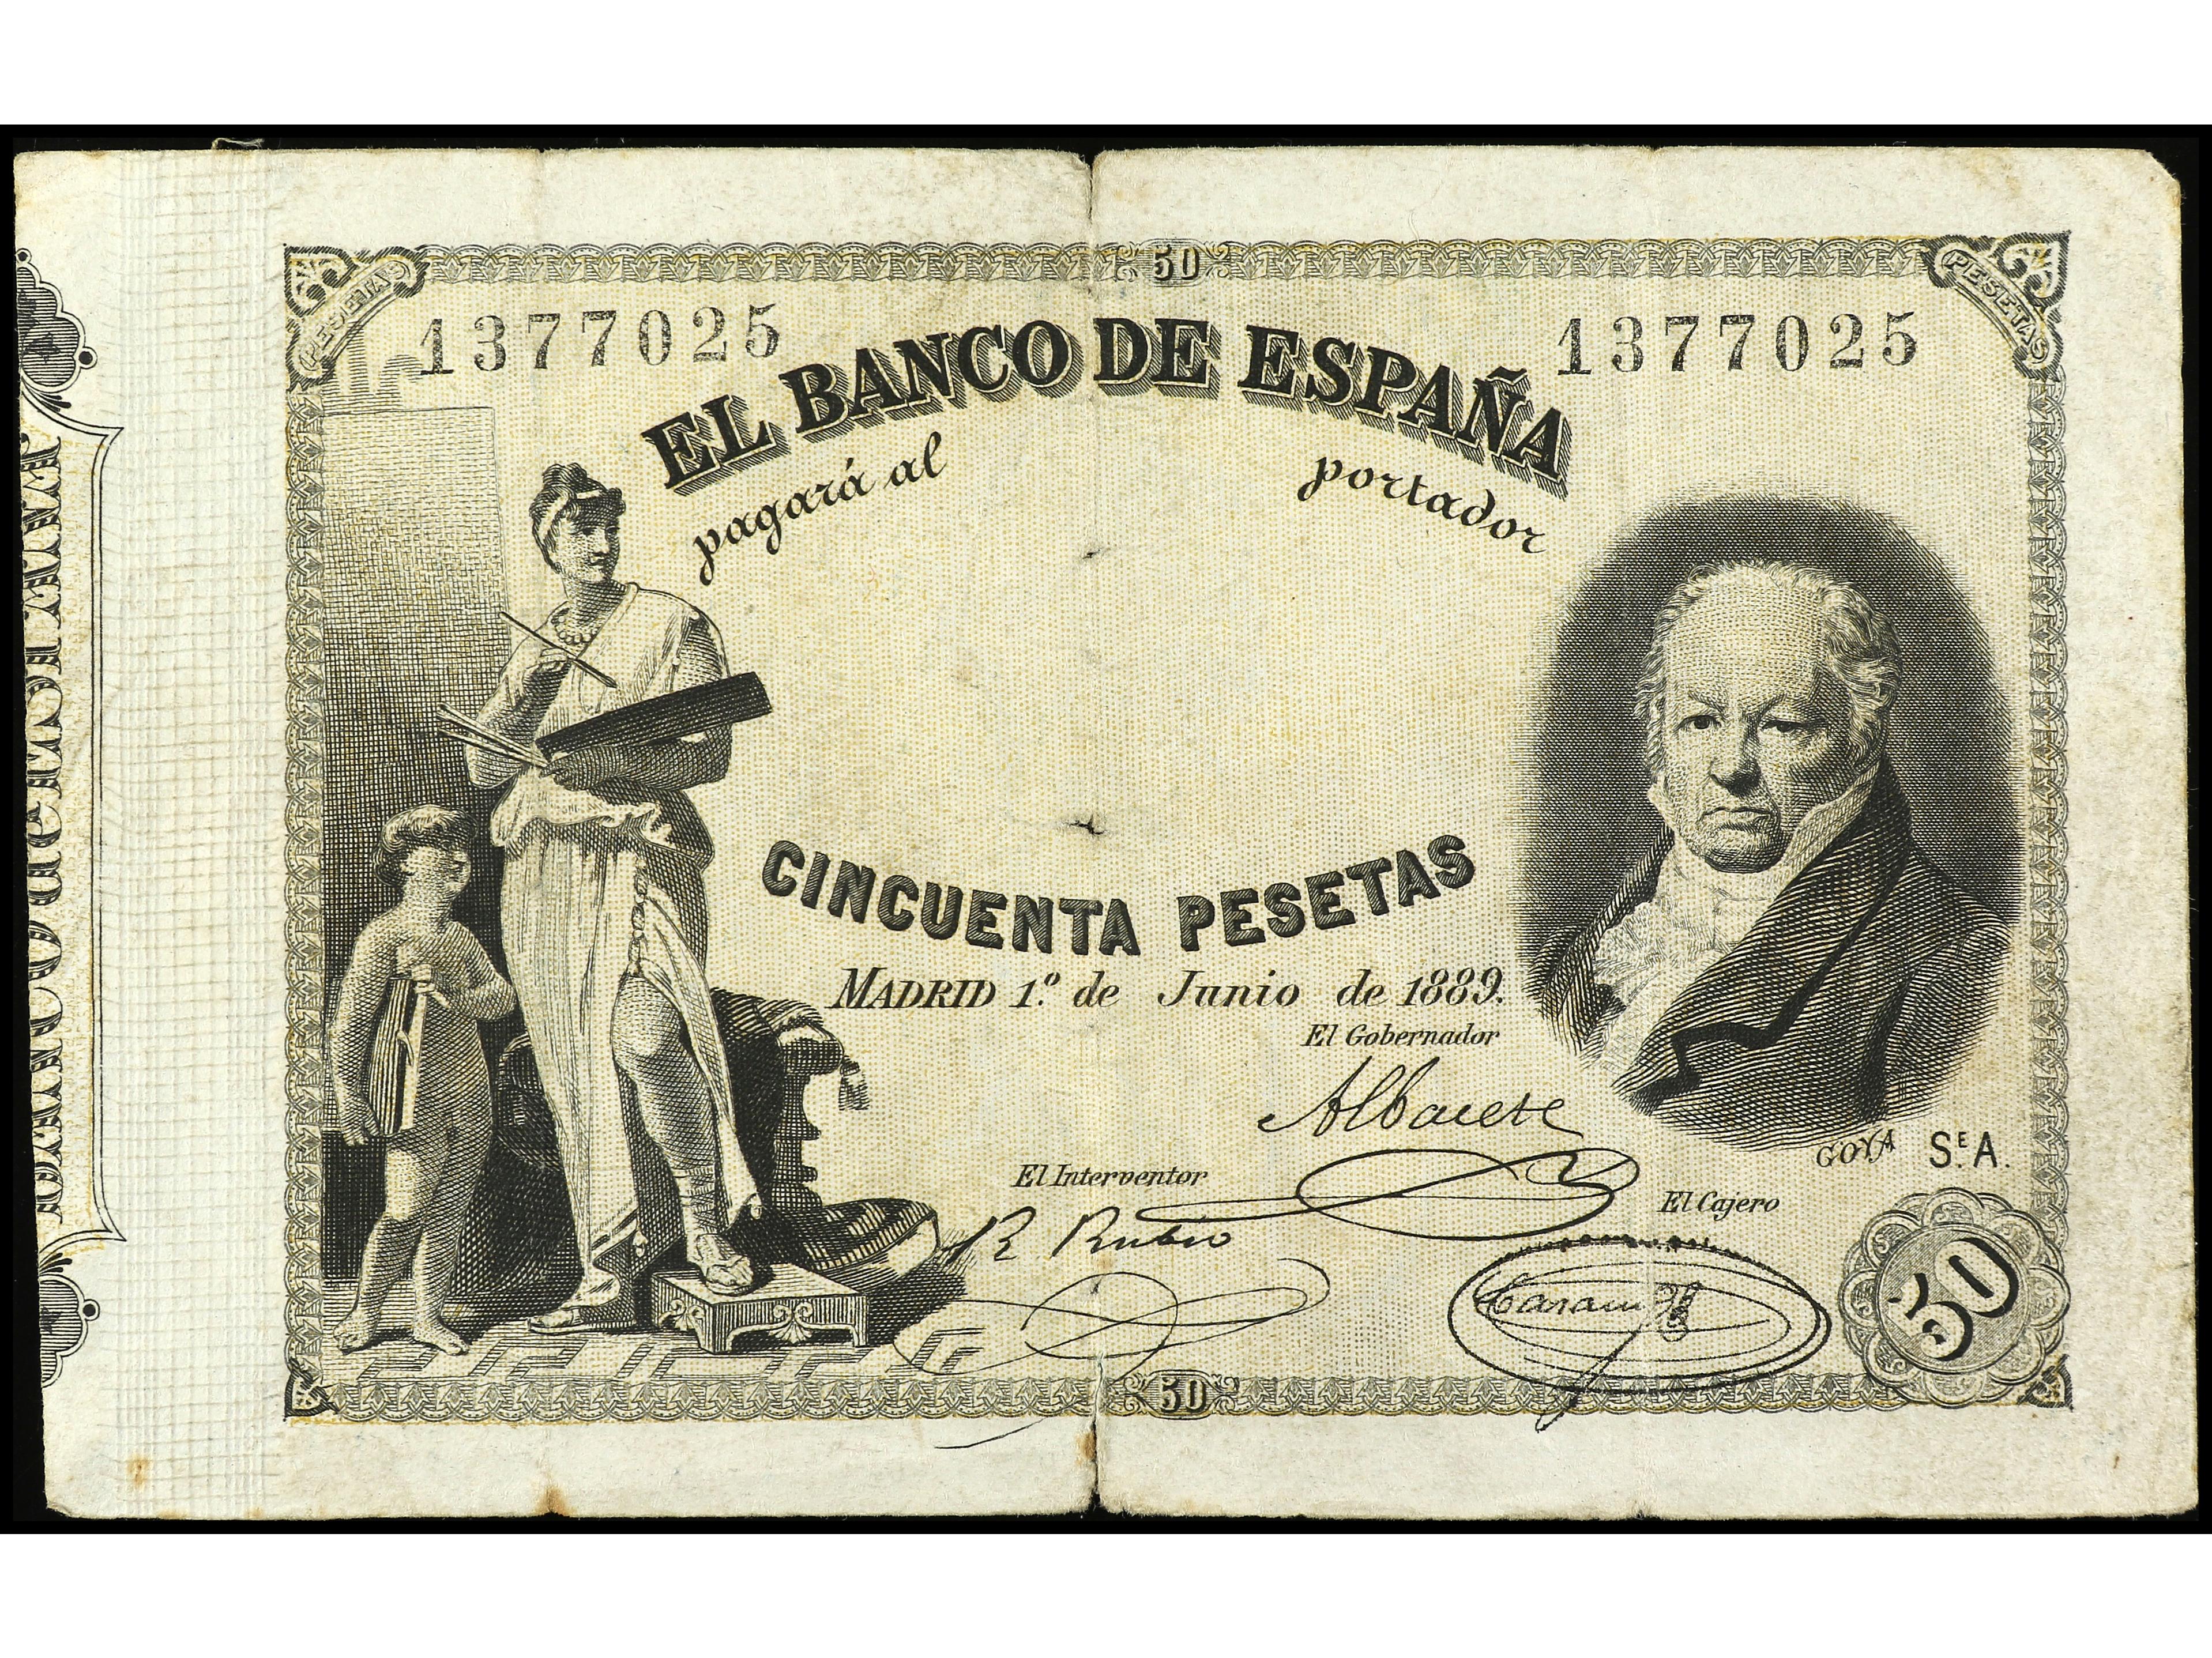 50
PESETAS
PESETAS
1377025
1377025
EL BANCO DE ESPAÑA
pagará al portador
CINCUENTA PESETAS
MADRID 1.º de Junio de 1889.
El Gobernador
Albacete
GOYA Sᴱ. A.
El Interventor
R Rubio
El Cajero
50
50